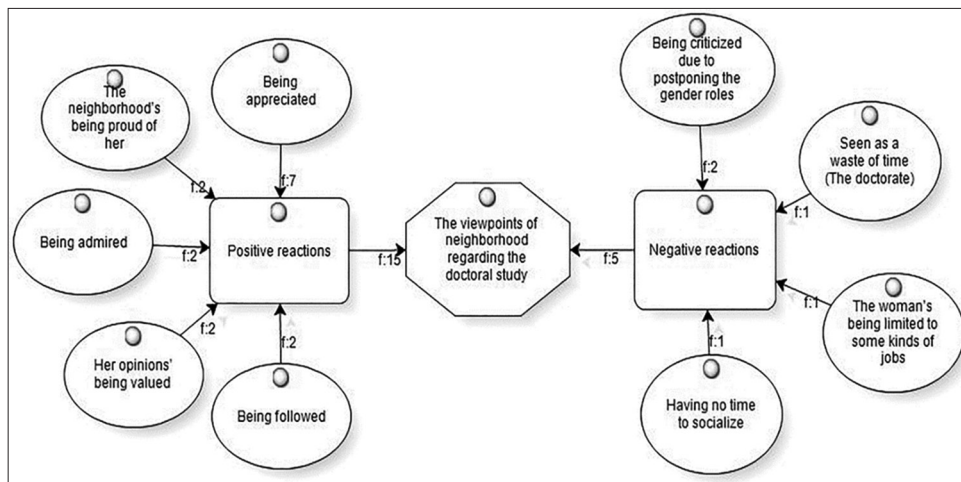 Being
appreciated
f:7
The
neighborhood's
being proud of
her
f:2
Being admired
f:2
Her opinions'
being valued
f:2
Being followed
f:2
Positive reactions
f:15
The viewpoints of
neighborhood
regarding the
doctoral study
f:5
Negative reactions
Being criticized
due to
postponing the
gender roles
f:2
Seen as a
waste of time
(The doctorate)
f:1
The woman's
being limited to
some kinds of
jobs
f:1
Having no time
to socialize
f:1